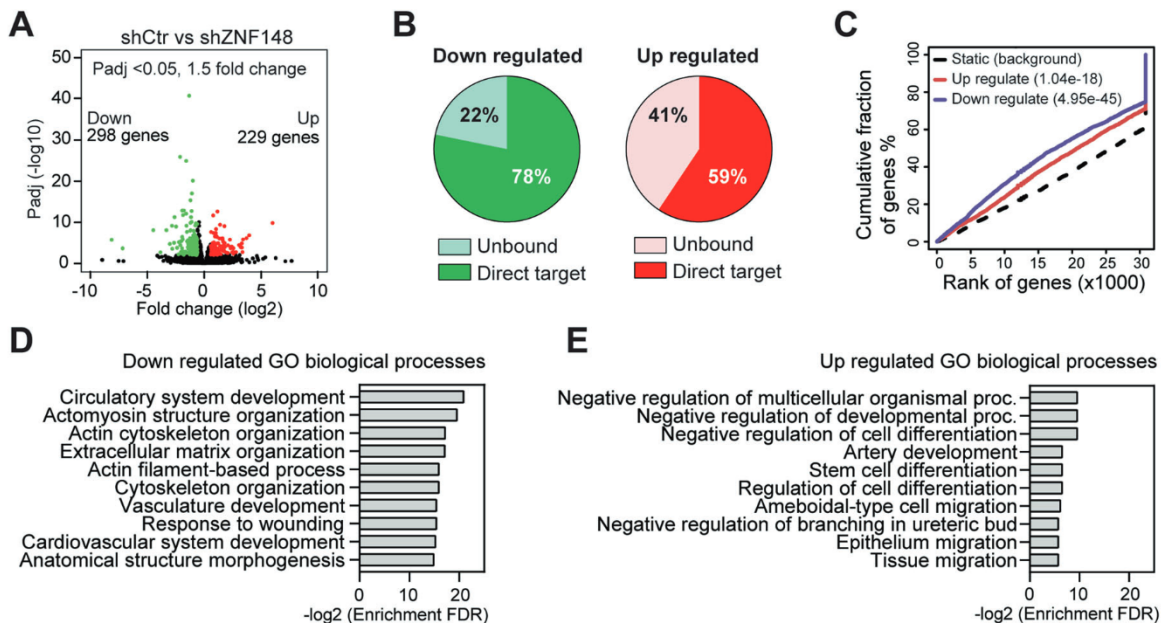 A
shCtr vs shZNF148
Padj <0.05, 1.5 fold change
Down
298 genes
Up
229 genes
Padj (-log10)
50
40
30
20
10
0
-10
-5
0
5
10
Fold change (log2)
B
Down regulated
22%
78%
Unbound
Direct target
Up regulated
41%
59%
Unbound
Direct target
C
Static (background)
Up regulate (1.04e-18)
Down regulate (4.95e-45)
Cumulative fraction
of genes %
100
80
60
40
20
0
0
5
10
15
20
25
30
Rank of genes (x1000)
D
Down regulated GO biological processes
Circulatory system development
Actomyosin structure organization
Actin cytoskeleton organization
Extracellular matrix organization
Actin filament-based process
Cytoskeleton organization
Vasculature development
Response to wounding
Cardiovascular system development
Anatomical structure morphogenesis
0
10
20
-log2 (Enrichment FDR)
E
Up regulated GO biological processes
Negative regulation of multicellular organismal proc.
Negative regulation of developmental proc.
Negative regulation of cell differentiation
Artery development
Stem cell differentiation
Regulation of cell differentiation
Ameboidal-type cell migration
Negative regulation of branching in ureteric bud
Epithelium migration
Tissue migration
0
10
20
-log2 (Enrichment FDR)